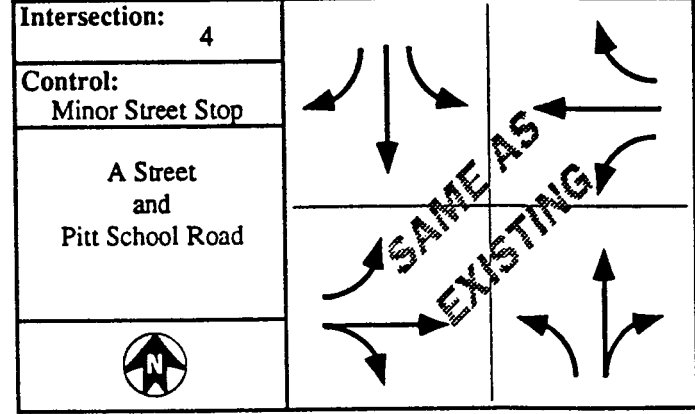 Intersection:
4
Control:
Minor Street Stop
A Street
and
Pitt School Road
N
SAME AS
EXISTING